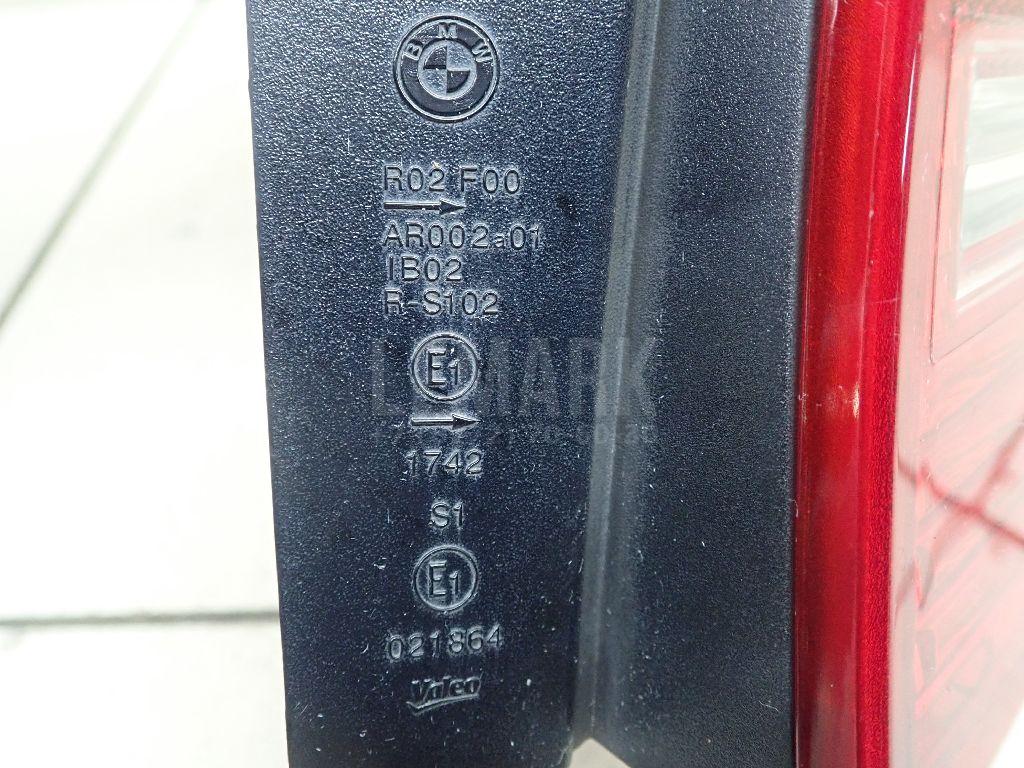 BMW
R02 F00
AR002a01
IB02
R-S102
E1
1742
S1
E1
021864
Valeo